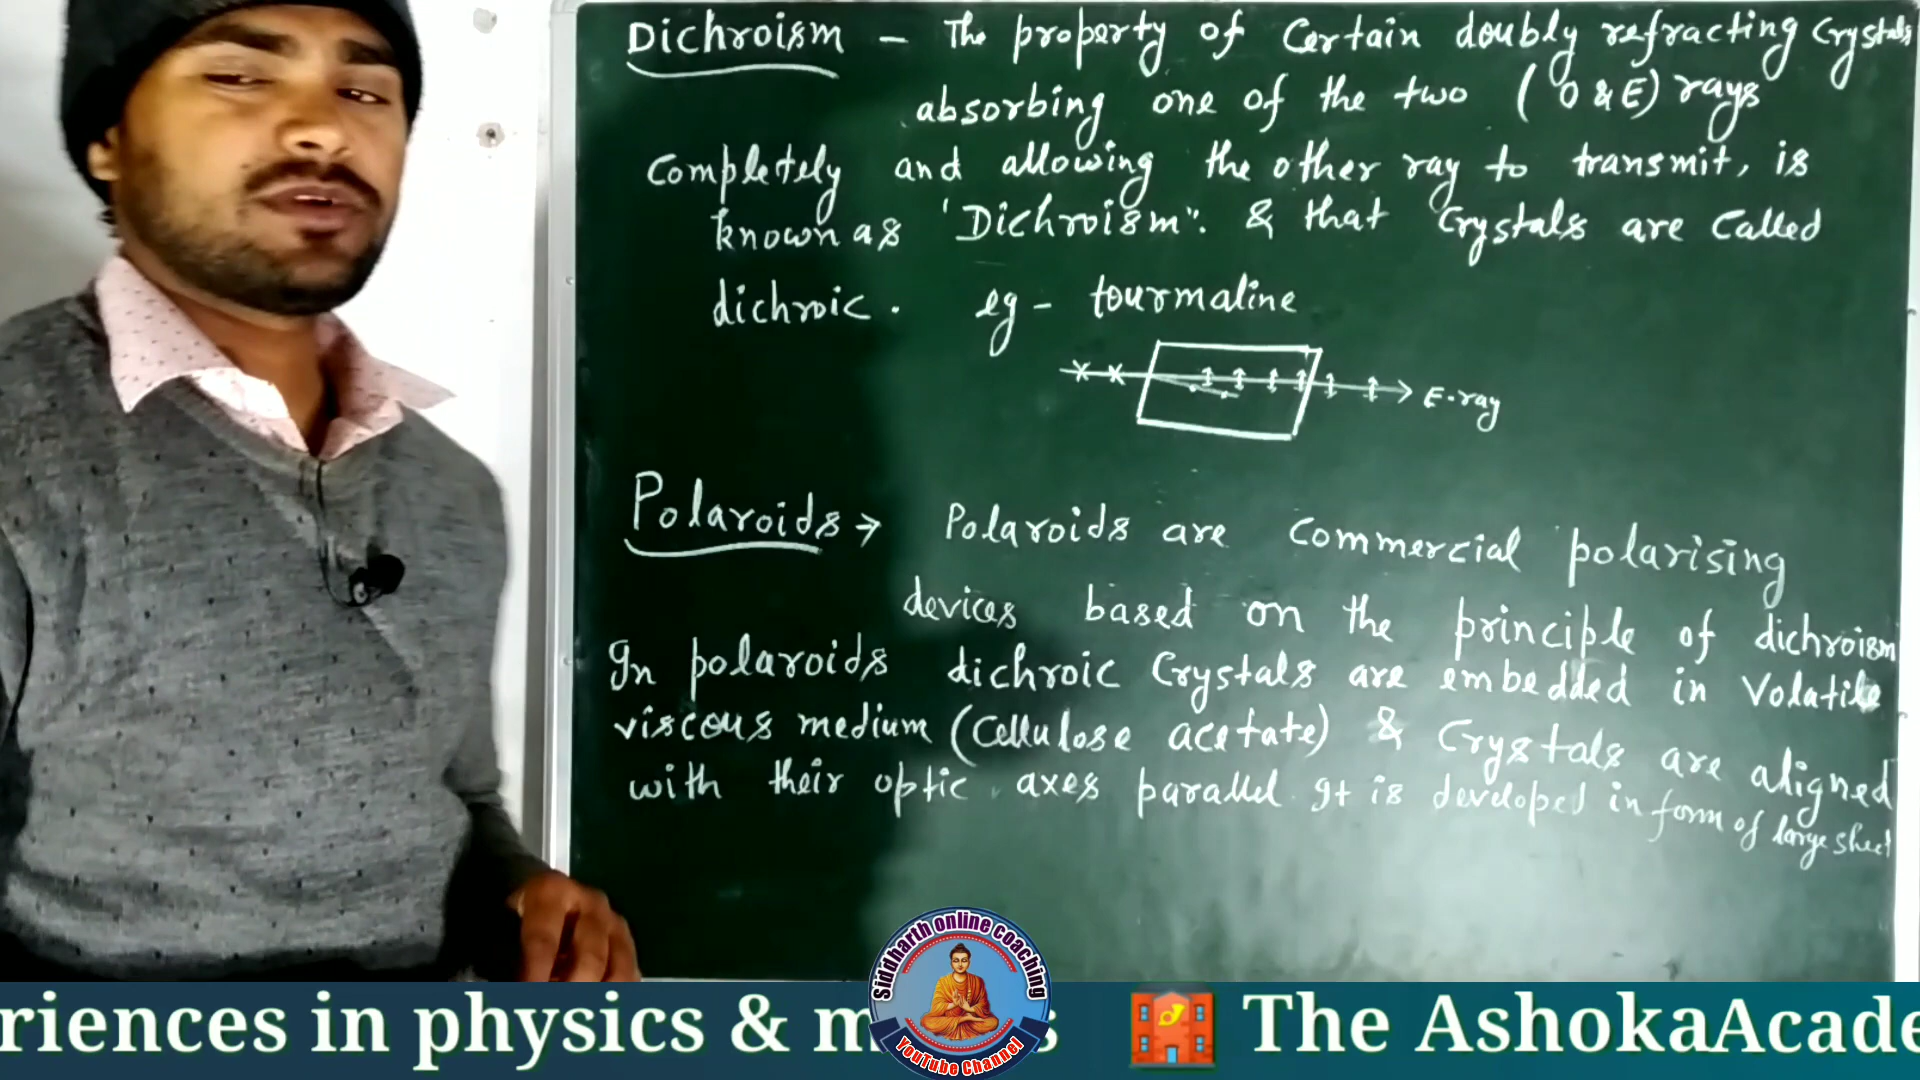 Dichroism - The property of Certain doubly refracting Crystals
absorbing one of the two (O & E) rays
Completely and allowing the other ray to transmit, is
known as 'Dichroism". & that Crystals are called
dichroic. eg - tourmaline
E-ray
Polaroids → Polaroids are commercial polarising
devices based on the principle of dichroism
In polaroids dichroic Crystals are embedded in Volatile
viscous medium (Cellulose acetate) & Crystals are aligned
with their optic axes parallel. It is developed in form of large sheet
Siddharth online coaching
YouTube Channel
riences in physics & m s The AshokaAcade